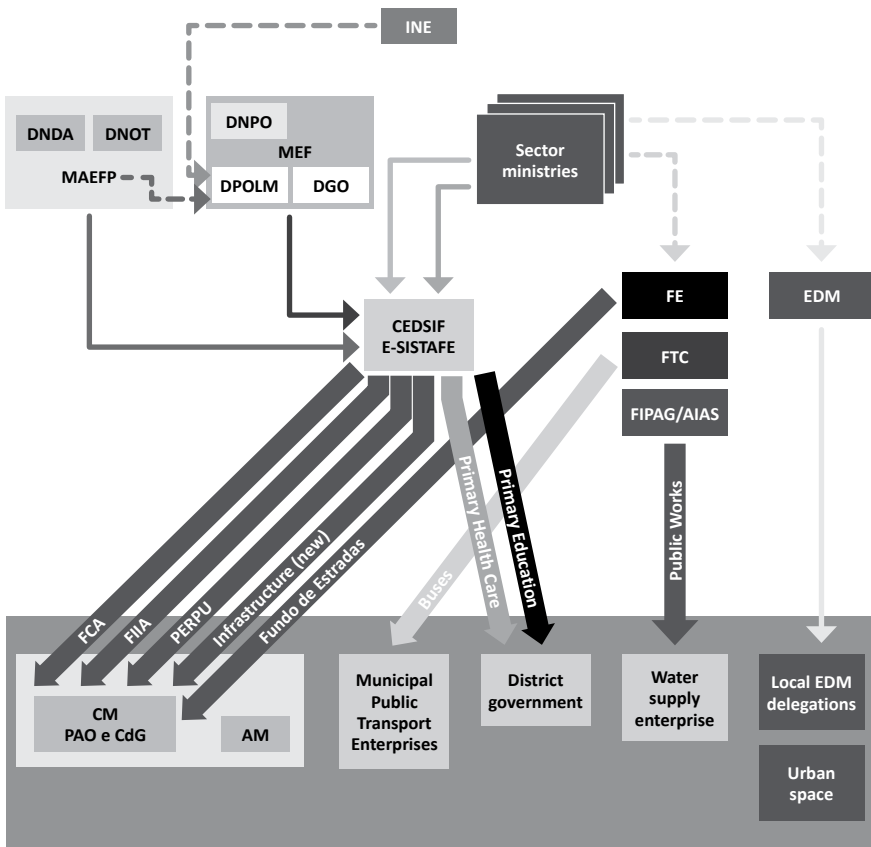 INE
DNDA
DNOT
MAEFP
DNPO
MEF
DPOLM
DGO
Sector
ministries
CEDSIF
E-SISTAFE
FE
EDM
FTC
FIPAG/AIAS
FCA
FIIA
PERPU
Infrastructure (new)
Fundo de Estradas
Buses
Primary Health Care
Primary Education
Public Works
CM
PAO e CdG
AM
Municipal
Public
Transport
Enterprises
District
government
Water
supply
enterprise
Local EDM
delegations
Urban
space